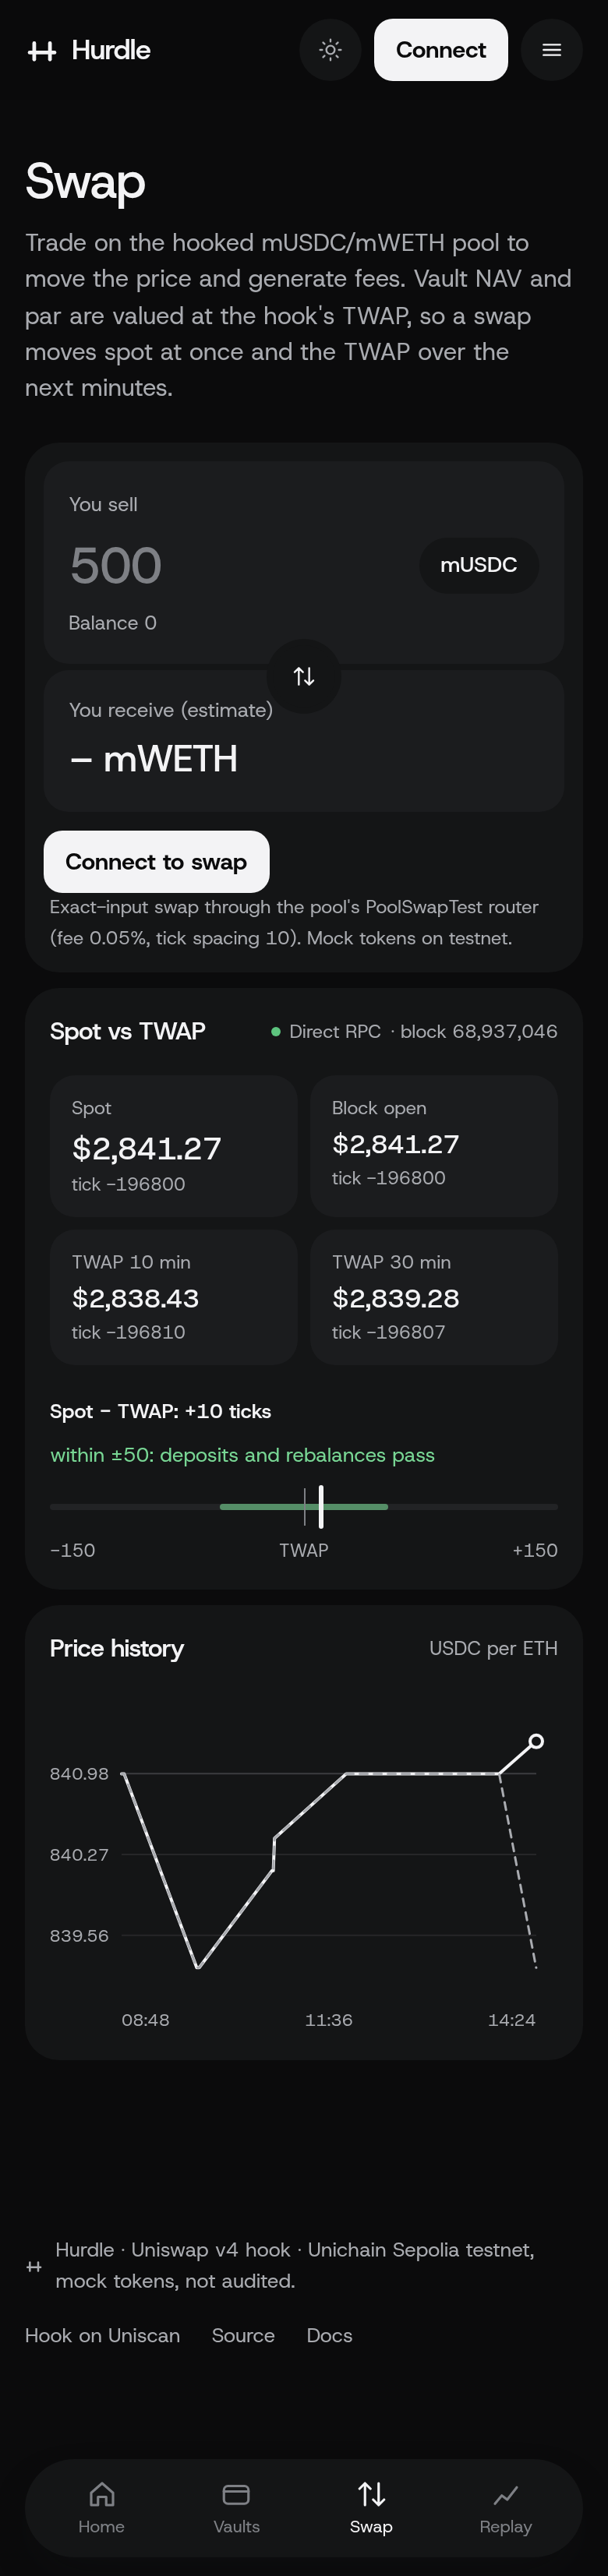 Hurdle
Connect
Swap
Trade on the hooked mUSDC/mWETH pool to
move the price and generate fees. Vault NAV and
par are valued at the hook's TWAP, so a swap
moves spot at once and the TWAP over the
next minutes.
You sell
500
mUSDC
Balance 0
You receive (estimate)
– mWETH
Connect to swap
Exact-input swap through the pool's PoolSwapTest router
(fee 0.05%, tick spacing 10). Mock tokens on testnet.
Spot vs TWAP
Direct RPC · block 68,937,046
Spot
$2,841.27
tick -196800
Block open
$2,841.27
tick -196800
TWAP 10 min
$2,838.43
tick -196810
TWAP 30 min
$2,839.28
tick -196807
Spot − TWAP: +10 ticks
within ±50: deposits and rebalances pass
-150
TWAP
+150
Price history
USDC per ETH
840.98
840.27
839.56
08:48
11:36
14:24
Hurdle · Uniswap v4 hook · Unichain Sepolia testnet,
mock tokens, not audited.
Hook on Uniscan
Source
Docs
Home
Vaults
Swap
Replay